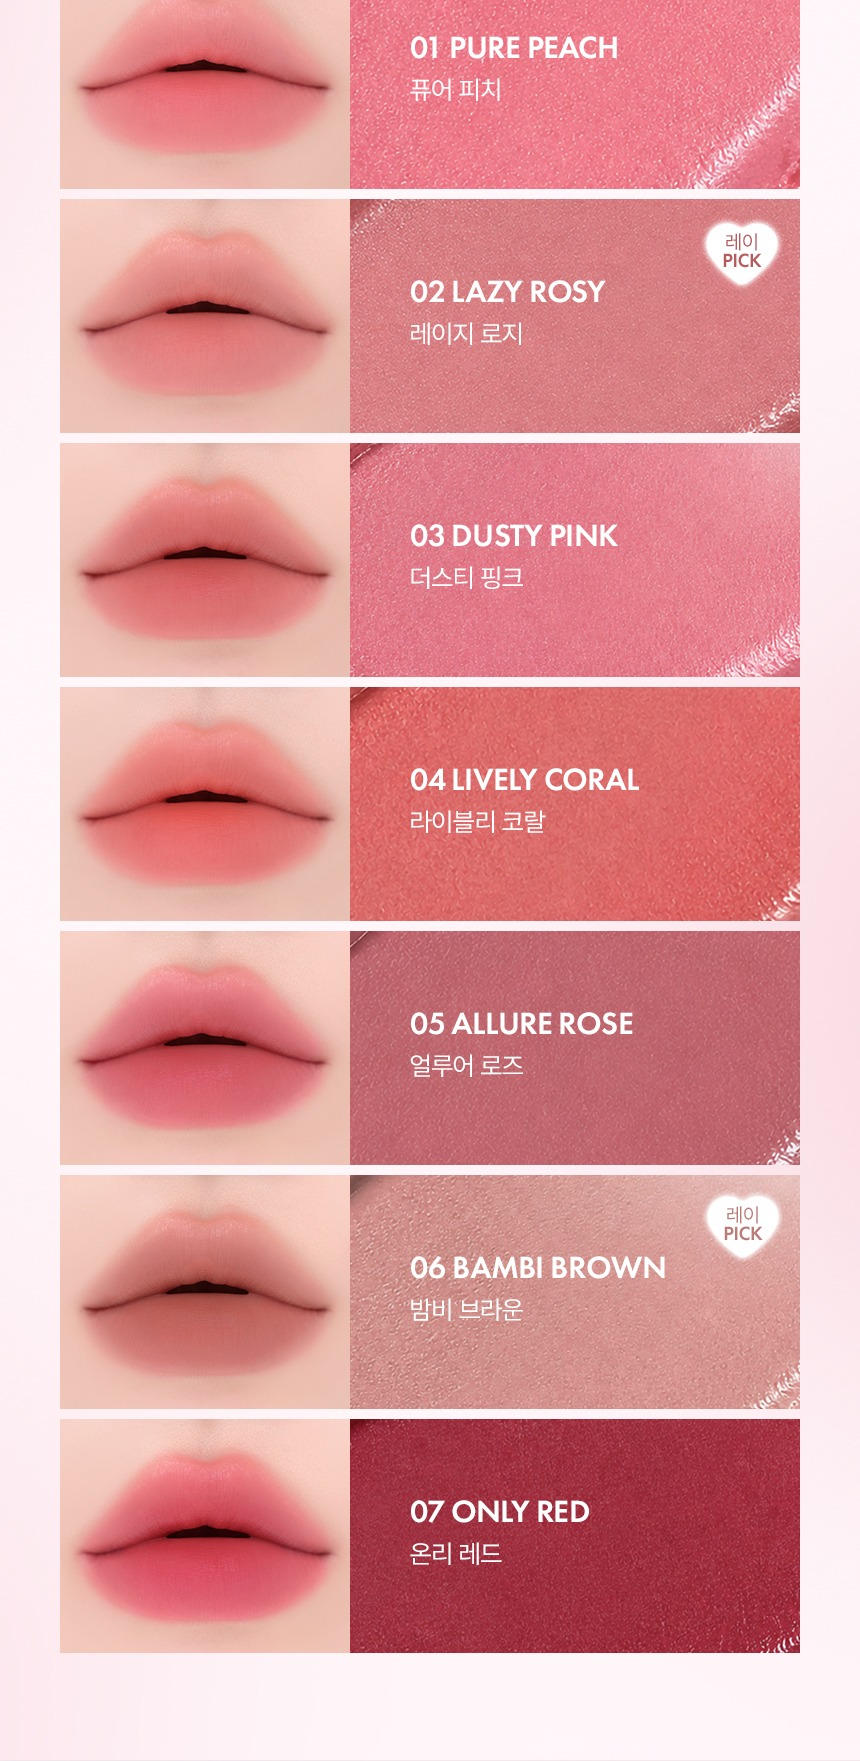 01 PURE PEACH
퓨어 피치
레이
PICK
02 LAZY ROSY
레이지 로지
03 DUSTY PINK
더스티 핑크
04 LIVELY CORAL
라이블리 코랄
05 ALLURE ROSE
얼루어 로즈
레이
PICK
06 BAMBI BROWN
밤비 브라운
07 ONLY RED
온리 레드